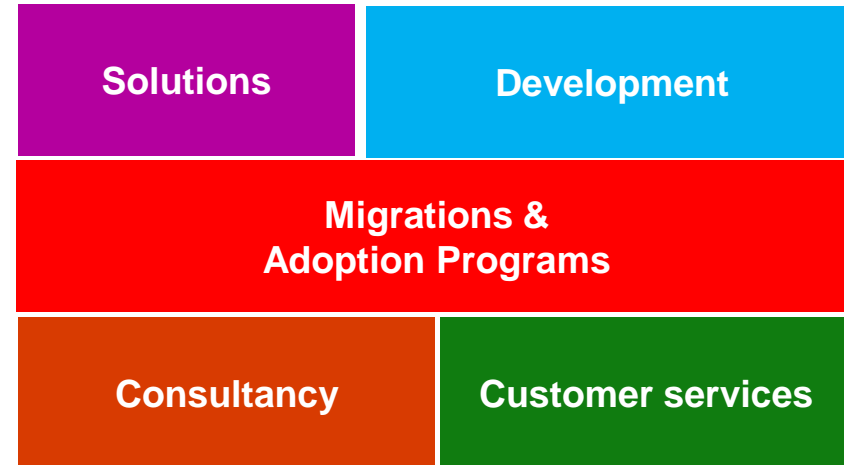 Solutions
Development
Migrations &
Adoption Programs
Consultancy
Customer services